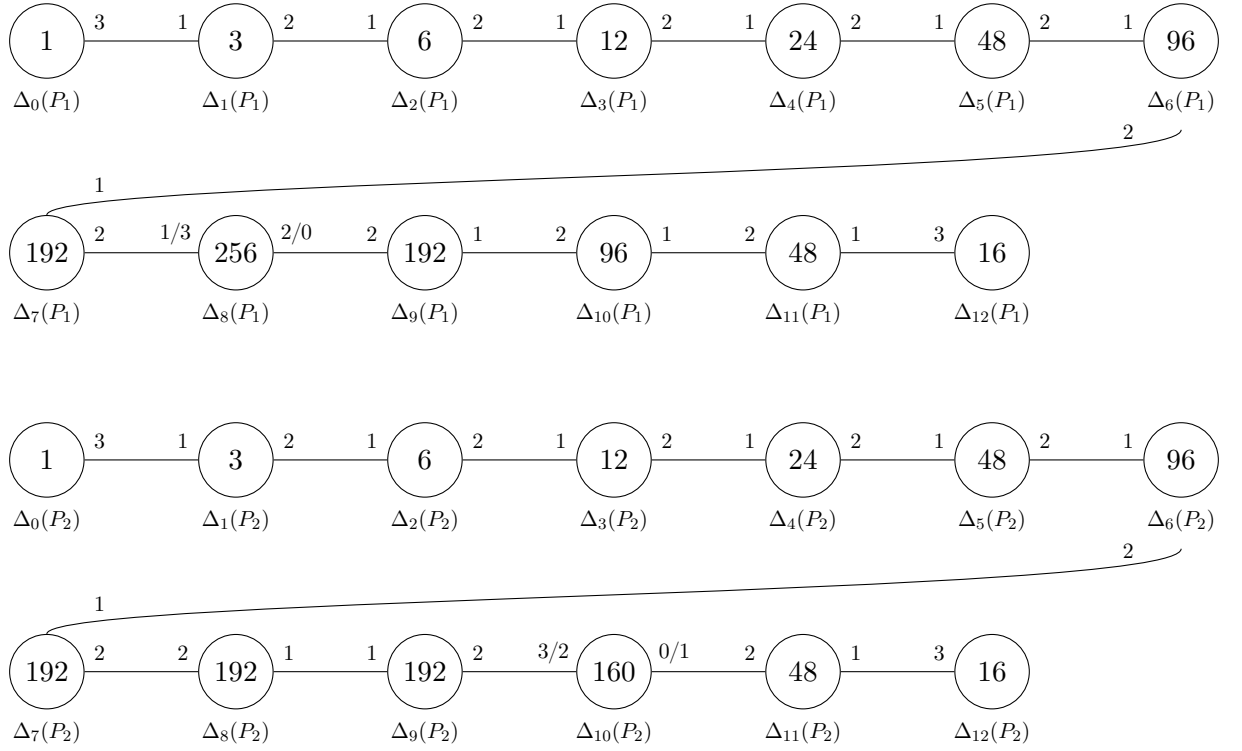 1 3 1 3 2 1 6 2 1 12 2 1 24 2 1 48 2 1 96
Δ₀(P₁) Δ₁(P₁) Δ₂(P₁) Δ₃(P₁) Δ₄(P₁) Δ₅(P₁) Δ₆(P₁)
2
1
192 2 1/3 256 2/0 2 192 1 2 96 1 2 48 1 3 16
Δ₇(P₁) Δ₈(P₁) Δ₉(P₁) Δ₁₀(P₁) Δ₁₁(P₁) Δ₁₂(P₁)
1 3 1 3 2 1 6 2 1 12 2 1 24 2 1 48 2 1 96
Δ₀(P₂) Δ₁(P₂) Δ₂(P₂) Δ₃(P₂) Δ₄(P₂) Δ₅(P₂) Δ₆(P₂)
2
1
192 2 2 192 1 1 192 2 3/2 160 0/1 2 48 1 3 16
Δ₇(P₂) Δ₈(P₂) Δ₉(P₂) Δ₁₀(P₂) Δ₁₁(P₂) Δ₁₂(P₂)